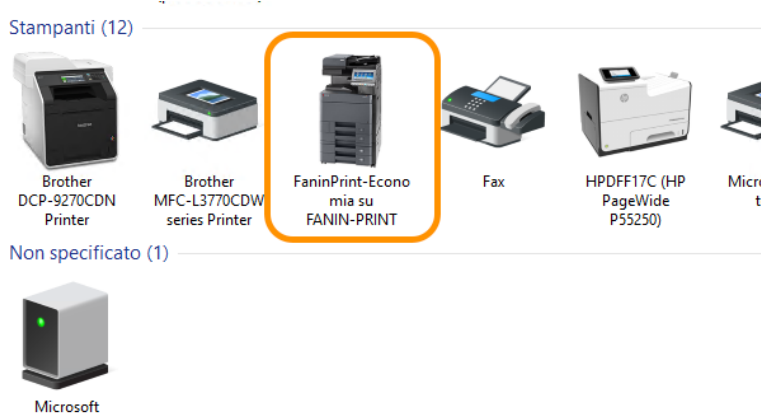 Stampanti (12)
Brother
DCP-9270CDN
Printer
Brother
MFC-L3770CDW
series Printer
FaninPrint-Econo
mia su
FANIN-PRINT
Fax
HPDFF17C (HP
PageWide
P55250)
Micro
t
Non specificato (1)
Microsoft